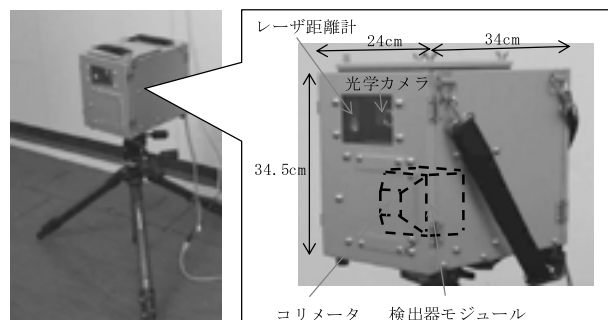 レーザ距離計
24cm
34cm
光学カメラ
34.5cm
コリメータ
検出器モジュール